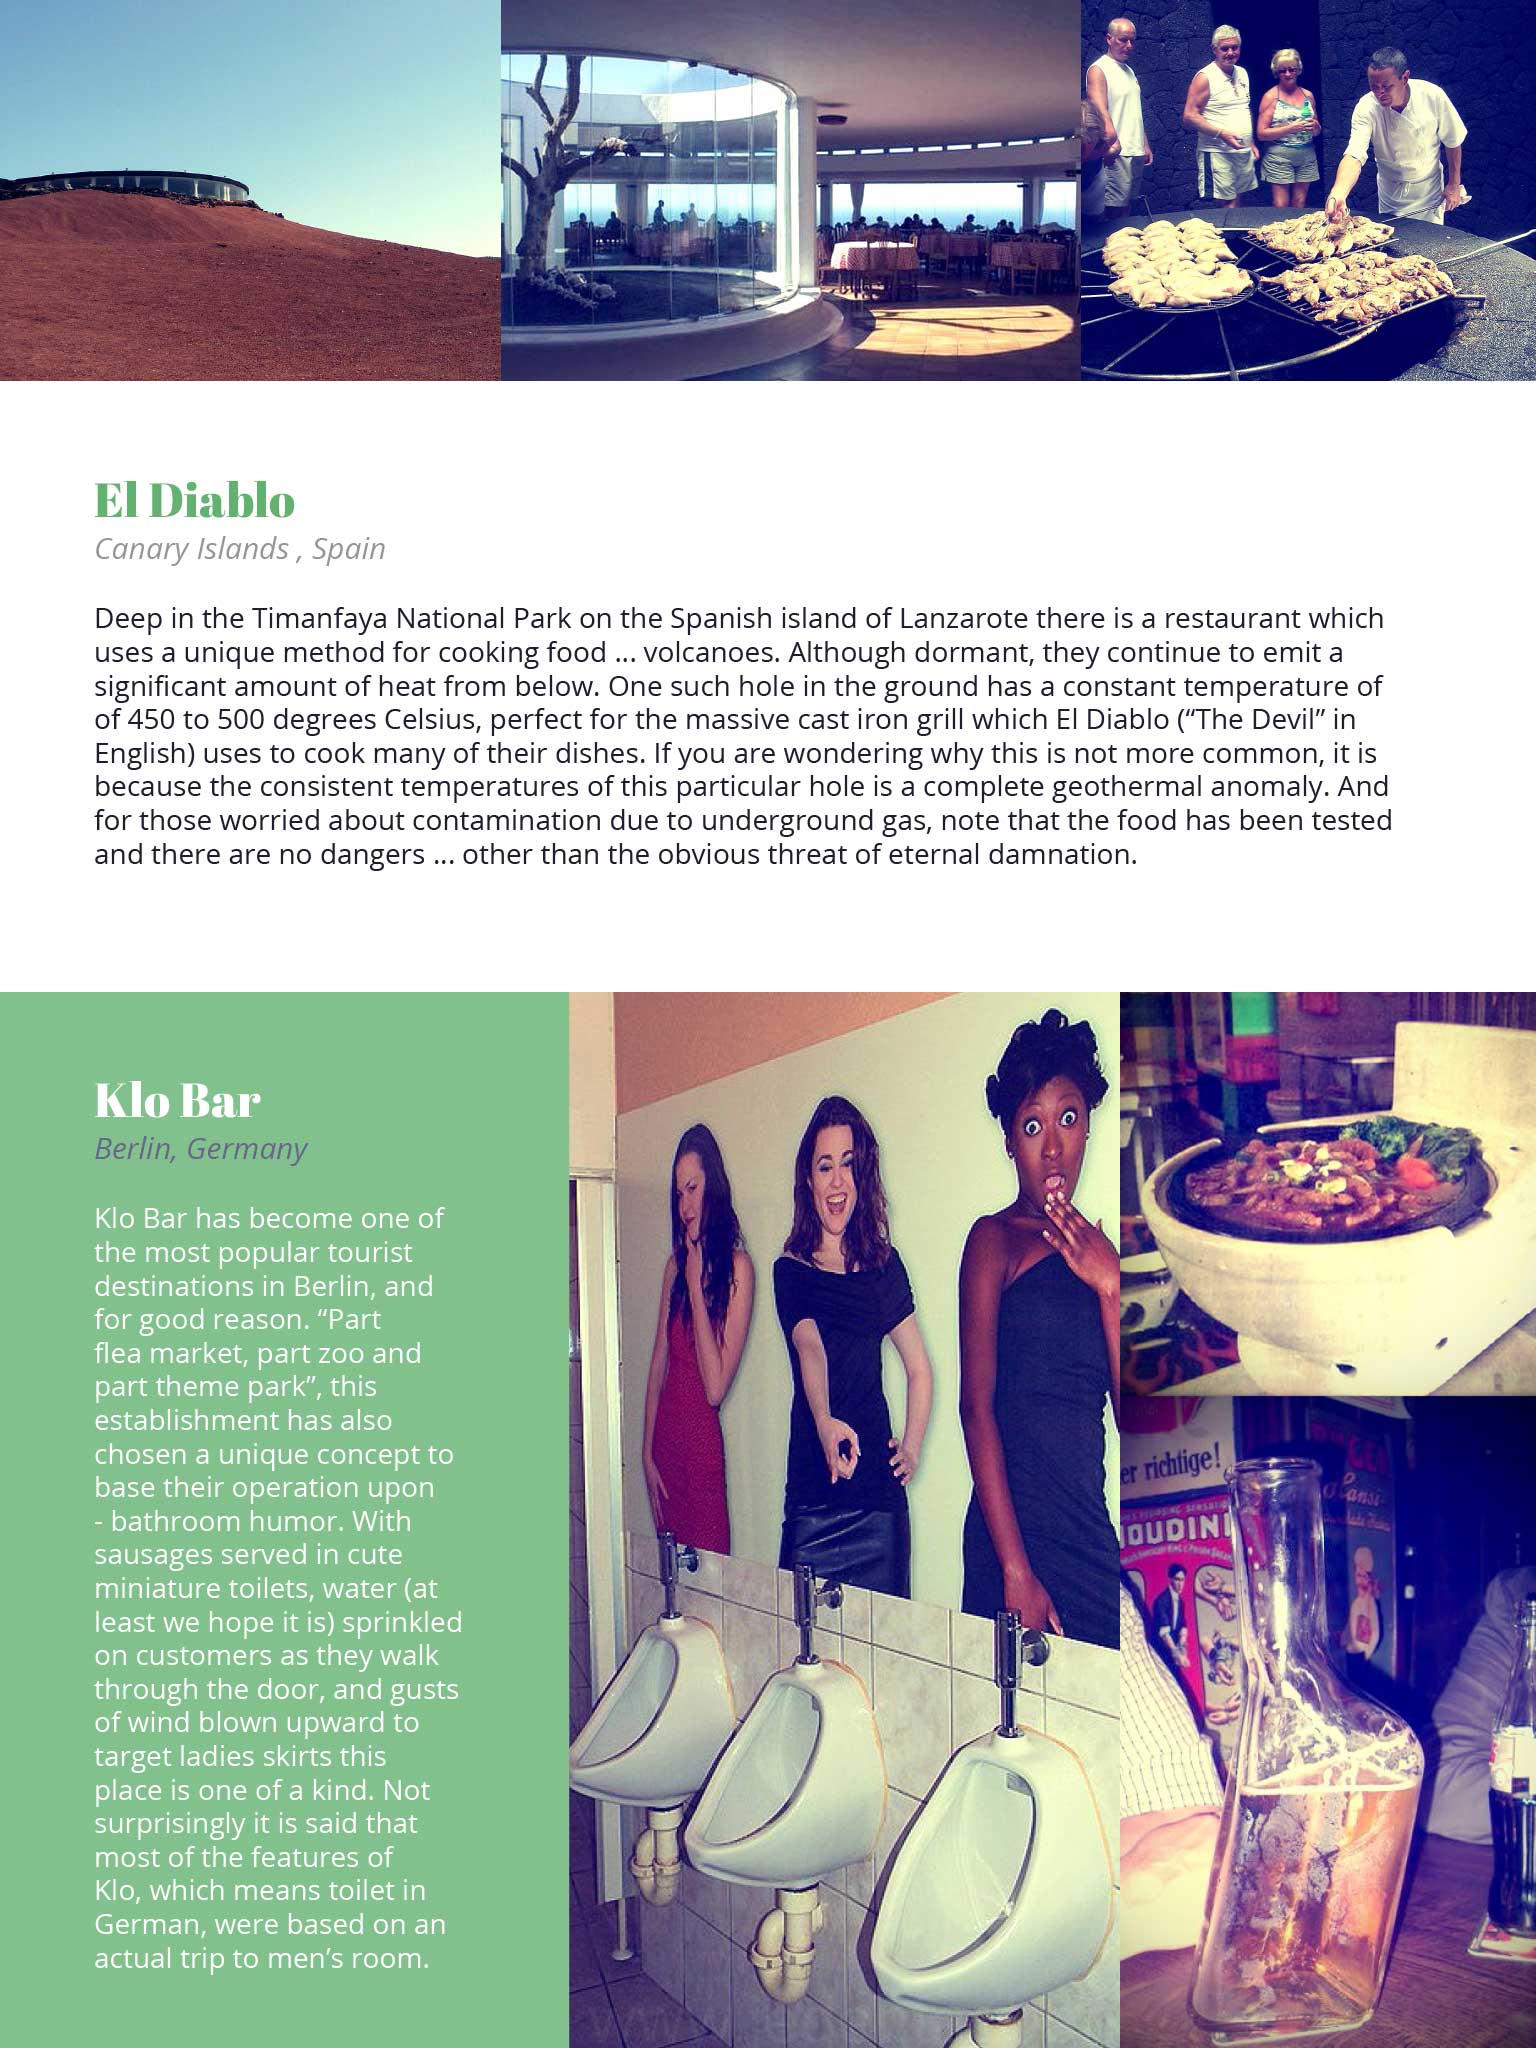 El Diablo
Canary Islands , Spain
Deep in the Timanfaya National Park on the Spanish island of Lanzarote there is a restaurant which
uses a unique method for cooking food ... volcanoes. Although dormant, they continue to emit a
significant amount of heat from below. One such hole in the ground has a constant temperature of
of 450 to 500 degrees Celsius, perfect for the massive cast iron grill which El Diablo (“The Devil” in
English) uses to cook many of their dishes. If you are wondering why this is not more common, it is
because the consistent temperatures of this particular hole is a complete geothermal anomaly. And
for those worried about contamination due to underground gas, note that the food has been tested
and there are no dangers ... other than the obvious threat of eternal damnation.
Klo Bar
Berlin, Germany
Klo Bar has become one of
the most popular tourist
destinations in Berlin, and
for good reason. “Part
flea market, part zoo and
part theme park”, this
establishment has also
chosen a unique concept to
base their operation upon
- bathroom humor. With
sausages served in cute
miniature toilets, water (at
least we hope it is) sprinkled
on customers as they walk
through the door, and gusts
of wind blown upward to
target ladies skirts this
place is one of a kind. Not
surprisingly it is said that
most of the features of
Klo, which means toilet in
German, were based on an
actual trip to men’s room.
er richtige!
OUDINI